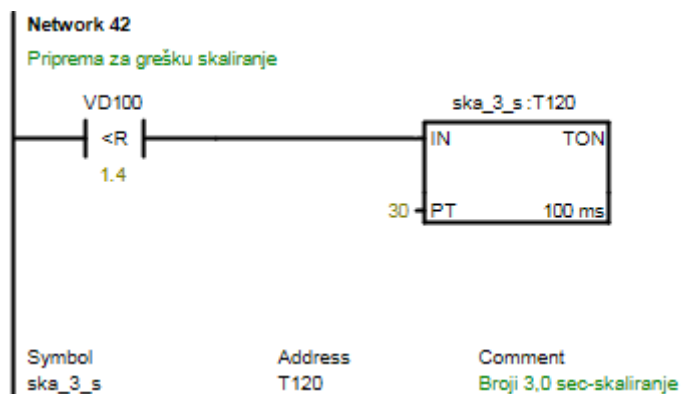 Network 42
Priprema za grešku skaliranje
VD100
ska_3_s:T120
<R
IN
TON
1.4
30
PT
100 ms
Symbol Address Comment
ska_3_s T120 Broji 3,0 sec-skaliranje